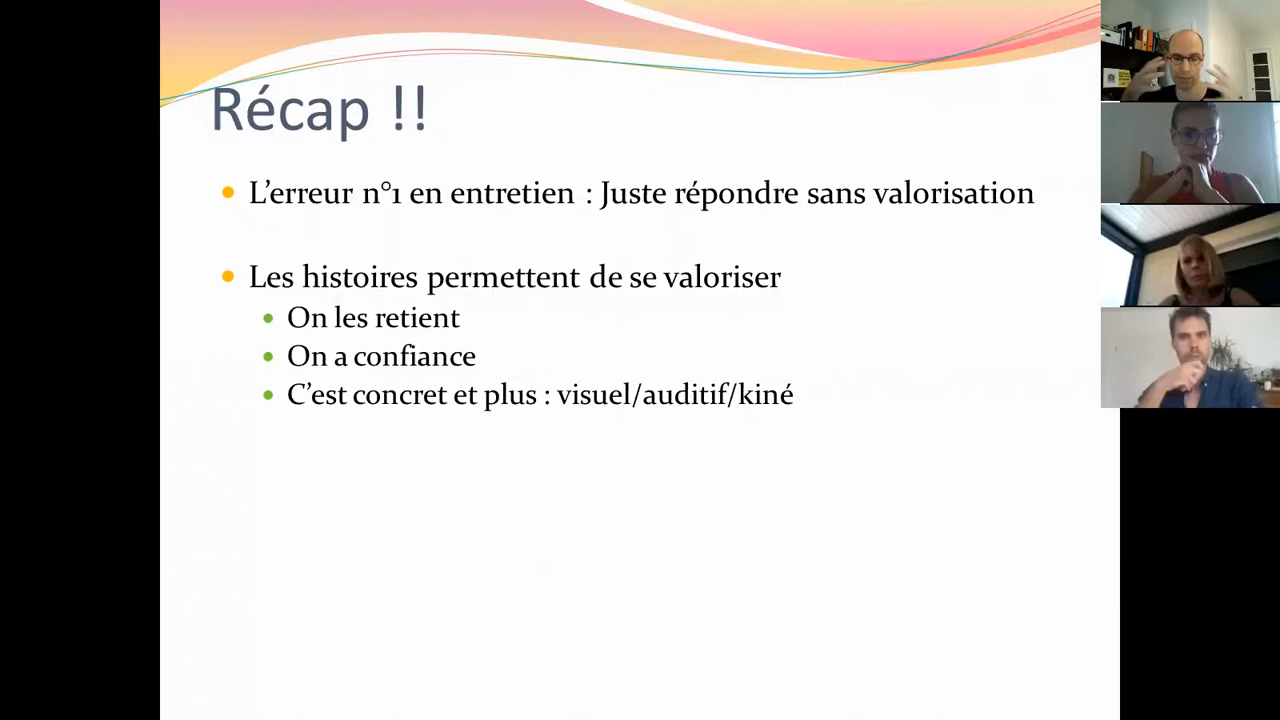 Récap !!
L’erreur n°1 en entretien : Juste répondre sans valorisation
Les histoires permettent de se valoriser
On les retient
On a confiance
C’est concret et plus : visuel/auditif/kiné